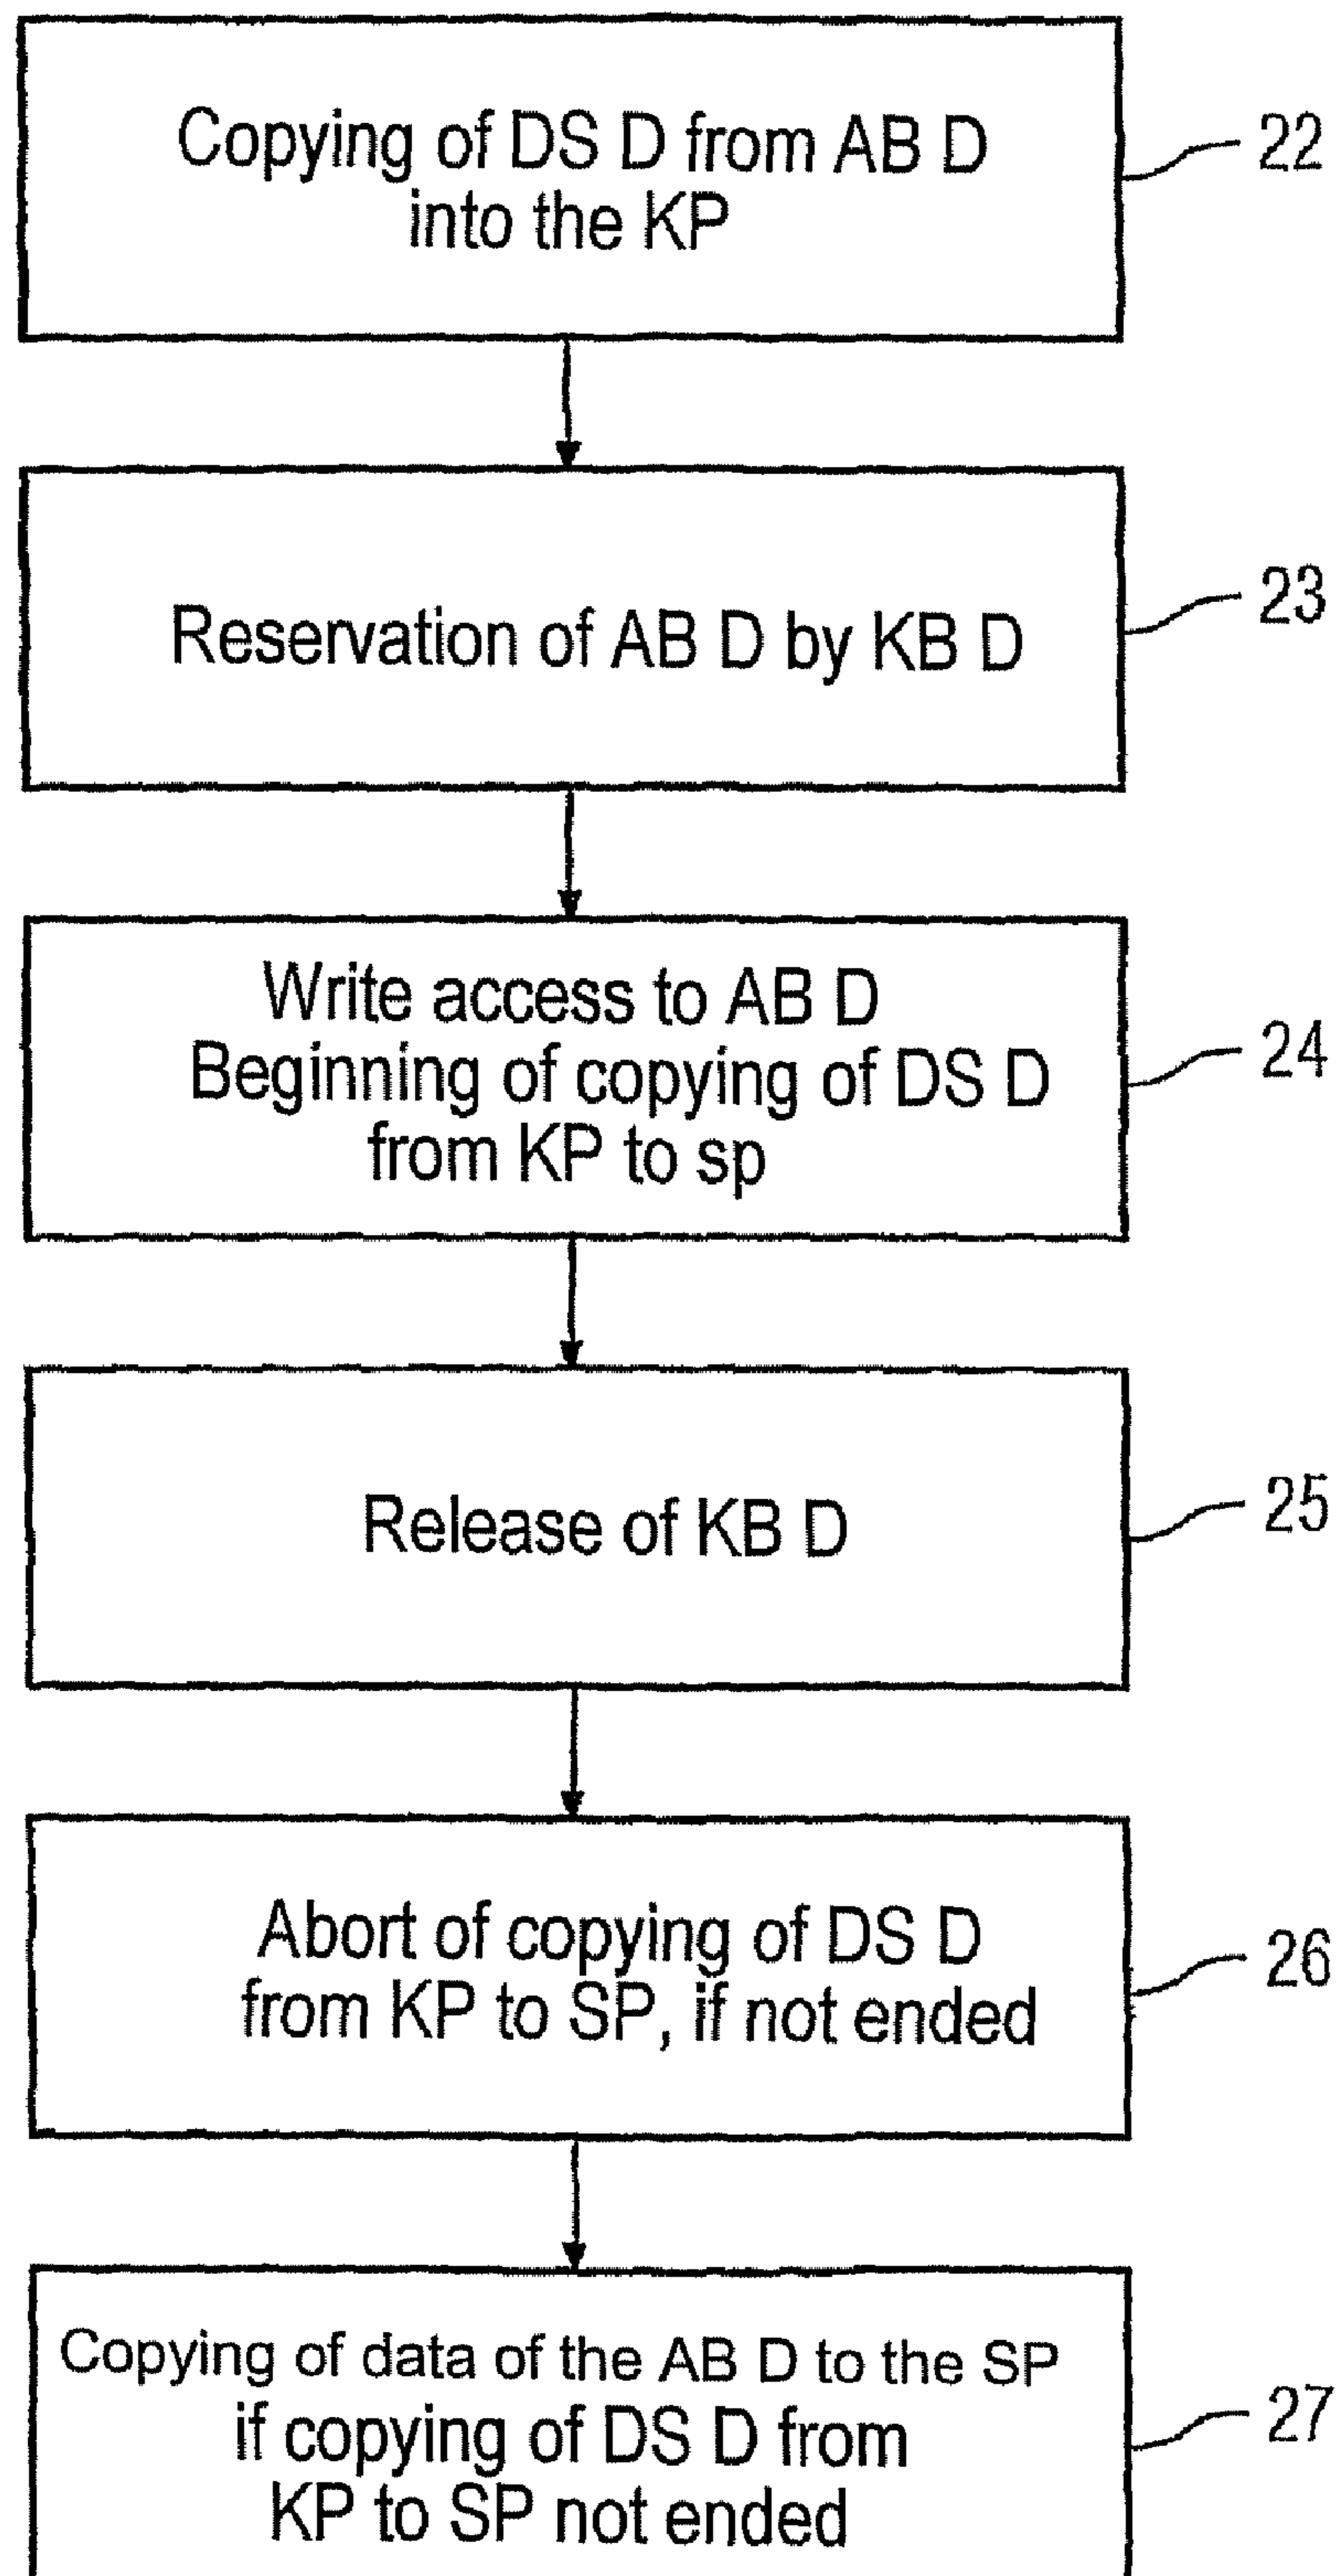 Copying of DS D from AB D
into the KP
22
Reservation of AB D by KB D
23
Write access to AB D
Beginning of copying of DS D
from KP to sp
24
Release of KB D
25
Abort of copying of DS D
from KP to SP, if not ended
26
Copying of data of the AB D to the SP
if copying of DS D from
KP to SP not ended
27